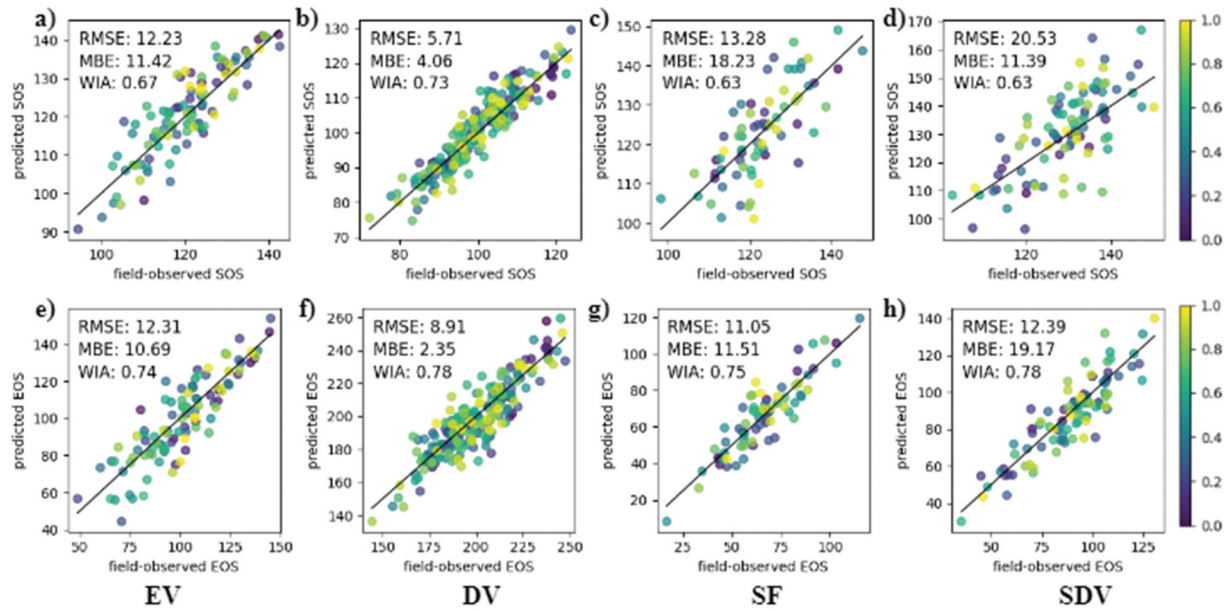 a)
RMSE: 12.23
MBE: 11.42
WIA: 0.67
predicted SOS
140
130
120
110
100
90
100
120
140
field-observed SOS
b)
RMSE: 5.71
MBE: 4.06
WIA: 0.73
predicted SOS
130
120
110
100
90
80
70
80
100
120
field-observed SOS
c)
RMSE: 13.28
MBE: 18.23
WIA: 0.63
predicted SOS
150
140
130
120
110
100
100
120
140
field-observed SOS
d)
RMSE: 20.53
MBE: 11.39
WIA: 0.63
predicted SOS
170
160
150
140
130
120
110
100
120
140
field-observed SOS
1.0
0.8
0.6
0.4
0.2
0.0
e)
RMSE: 12.31
MBE: 10.69
WIA: 0.74
predicted EOS
140
120
100
80
60
40
50
75
100
125
150
field-observed EOS
EV
f)
RMSE: 8.91
MBE: 2.35
WIA: 0.78
predicted EOS
260
240
220
200
180
160
140
150
175
200
225
250
field-observed EOS
DV
g)
RMSE: 11.05
MBE: 11.51
WIA: 0.75
predicted EOS
120
100
80
60
40
20
25
50
75
100
field-observed EOS
SF
h)
RMSE: 12.39
MBE: 19.17
WIA: 0.78
predicted EOS
140
120
100
80
60
40
50
75
100
125
field-observed EOS
SDV
1.0
0.8
0.6
0.4
0.2
0.0